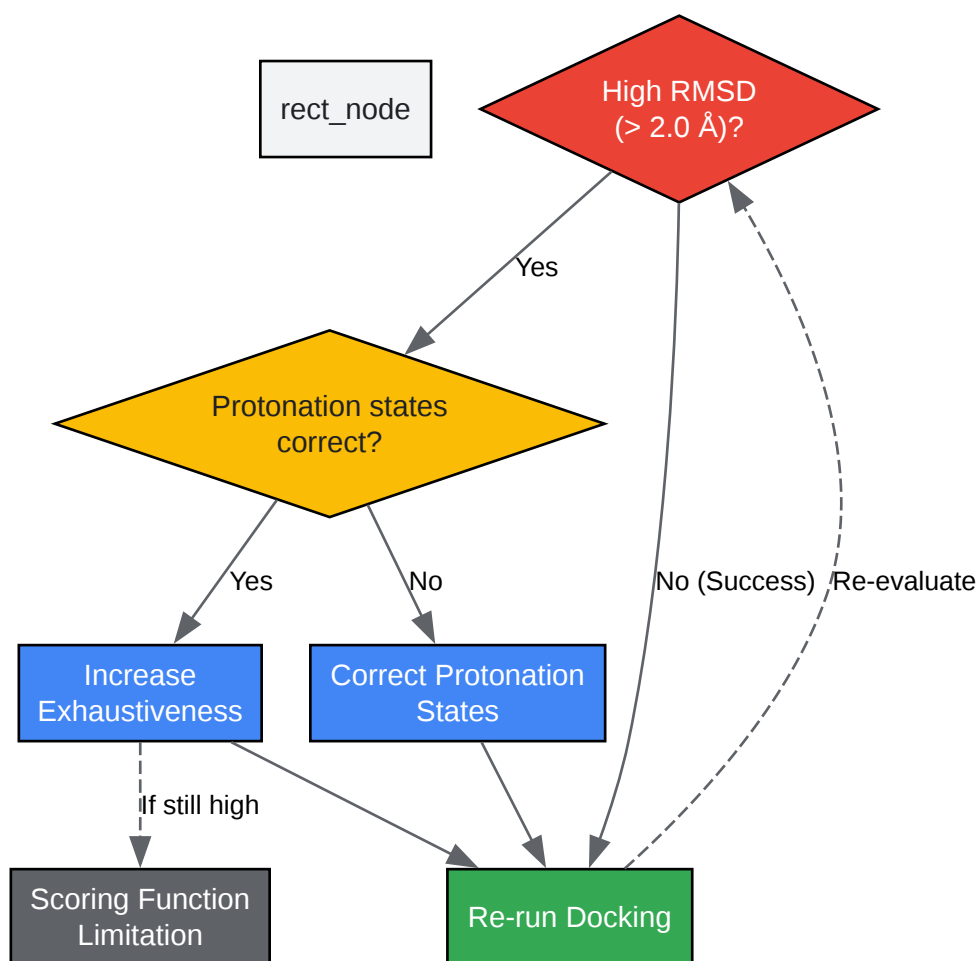 High RMSD
(> 2.0 Å)?
rect_node
Yes
Protonation states
correct?
Yes
No
No (Success)
Re-evaluate
Increase
Exhaustiveness
Correct Protonation
States
If still high
Scoring Function
Limitation
Re-run Docking